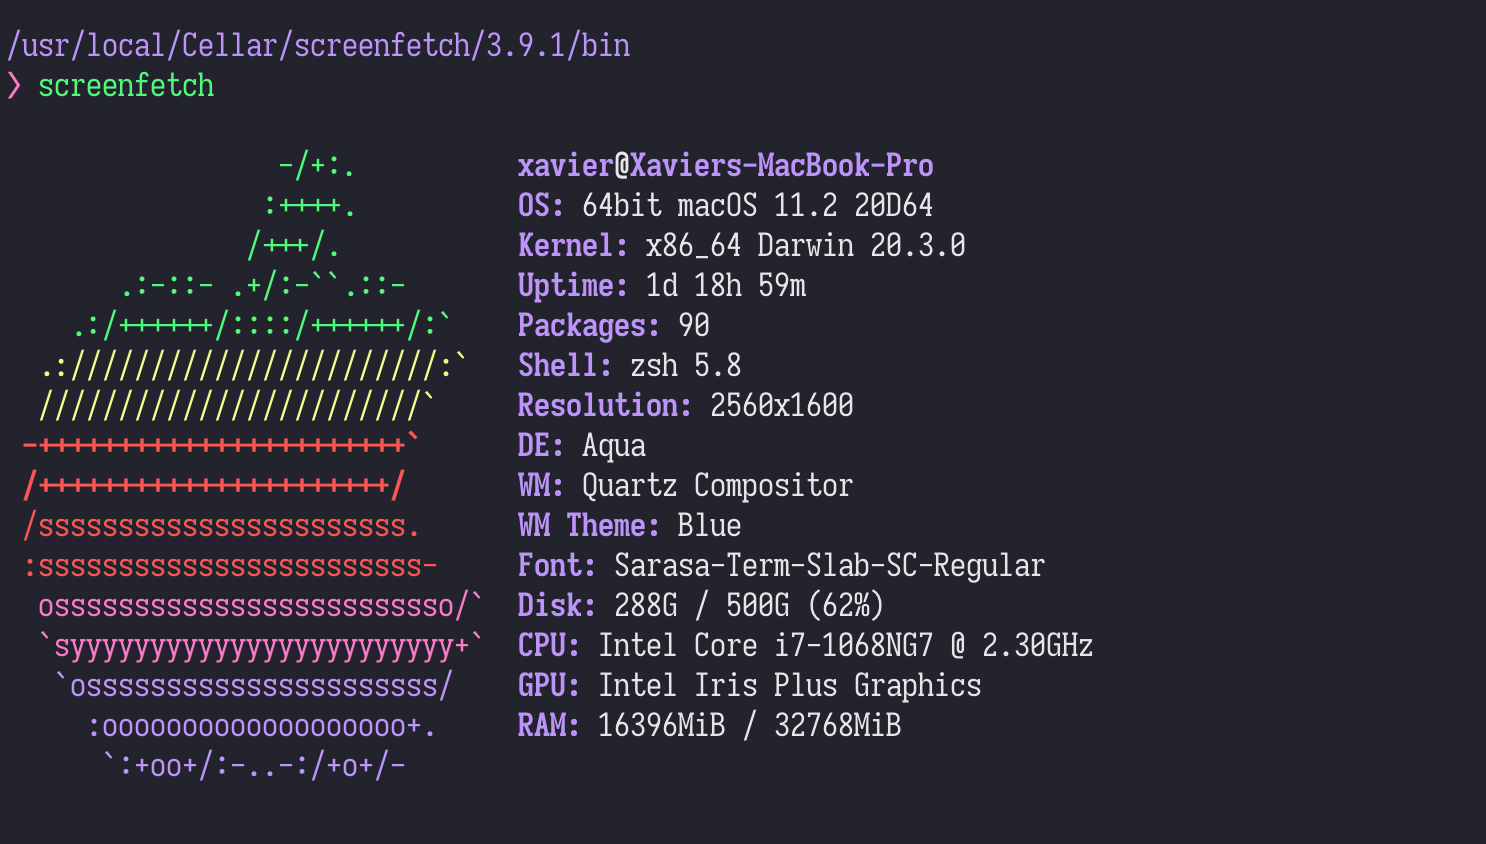 /usr/local/Cellar/screenfetch/3.9.1/bin
❯ screenfetch
                 -/+:.          xavier@Xaviers-MacBook-Pro
                :++++.          OS: 64bit macOS 11.2 20D64
               /+++/.           Kernel: x86_64 Darwin 20.3.0
       .:-::- .+/:-``.::-       Uptime: 1d 18h 59m
    .:/++++++/::::/++++++/:`    Packages: 90
  .:///////////////////////:`   Shell: zsh 5.8
  ////////////////////////`     Resolution: 2560x1600
 -+++++++++++++++++++++++`      DE: Aqua
 /++++++++++++++++++++++/       WM: Quartz Compositor
 /sssssssssssssssssssssss.      WM Theme: Blue
 :ssssssssssssssssssssssss-     Font: Sarasa-Term-Slab-SC-Regular
  osssssssssssssssssssssssso/`  Disk: 288G / 500G (62%)
  `syyyyyyyyyyyyyyyyyyyyyyyy+`  CPU: Intel Core i7-1068NG7 @ 2.30GHz
   `ossssssssssssssssssssss/    GPU: Intel Iris Plus Graphics
     :ooooooooooooooooooo+.     RAM: 16396MiB / 32768MiB
      `:+oo+/:-..-:/+o+/-